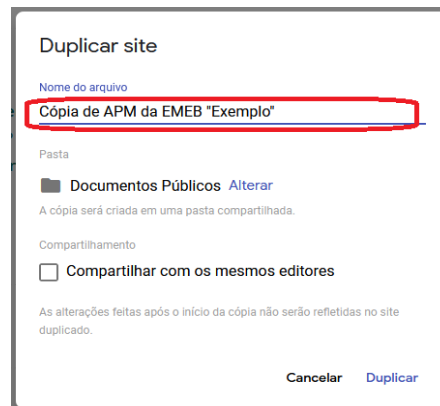 Duplicar site
Nome do arquivo
Cópia de APM da EMEB "Exemplo"
Pasta
Documentos Públicos Alterar
A cópia será criada em uma pasta compartilhada.
Compartilhamento
Compartilhar com os mesmos editores
As alterações feitas após o início da cópia não serão refletidas no site
duplicado.
Cancelar Duplicar